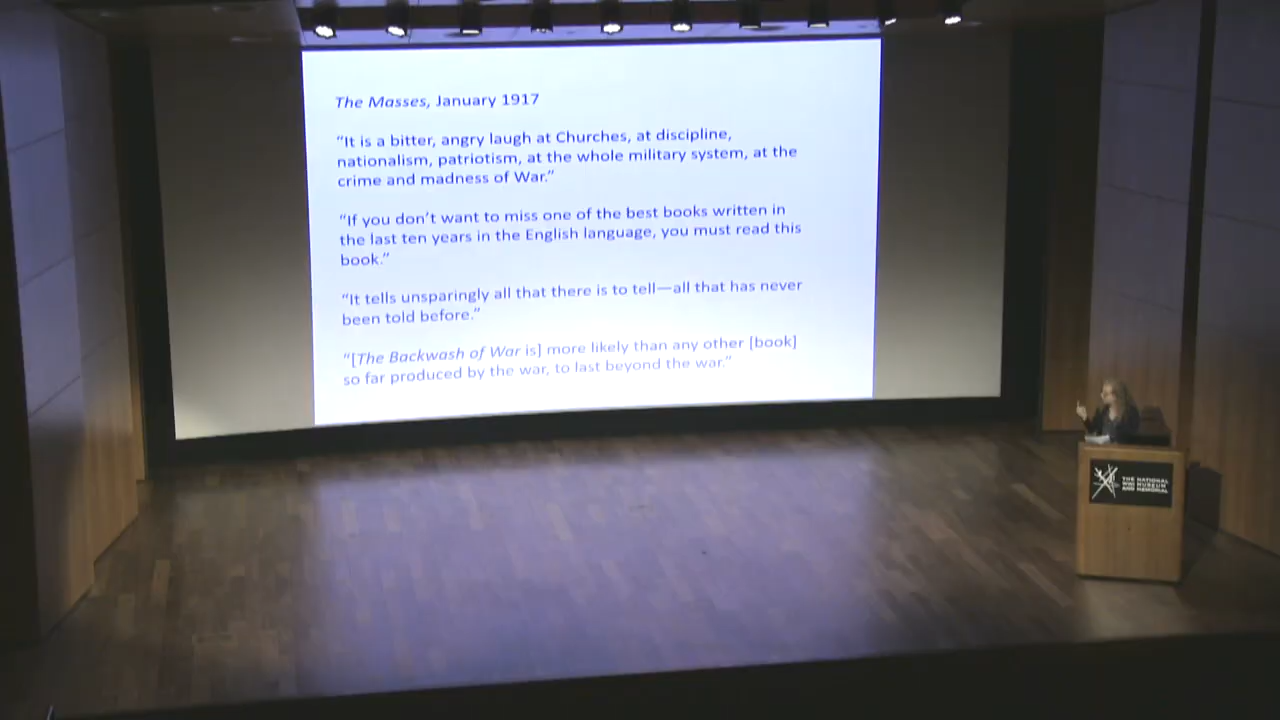 The Masses, January 1917
“It is a bitter, angry laugh at Churches, at discipline,
nationalism, patriotism, at the whole military system, at the
crime and madness of War.”
“If you don’t want to miss one of the best books written in
the last ten years in the English language, you must read this
book.”
“It tells unsparingly all that there is to tell—all that has never
been told before.”
“[The Backwash of War is] more likely than any other [book]
so far produced by the war, to last beyond the war.”
THE NATIONAL
WWI MUSEUM
AND MEMORIAL